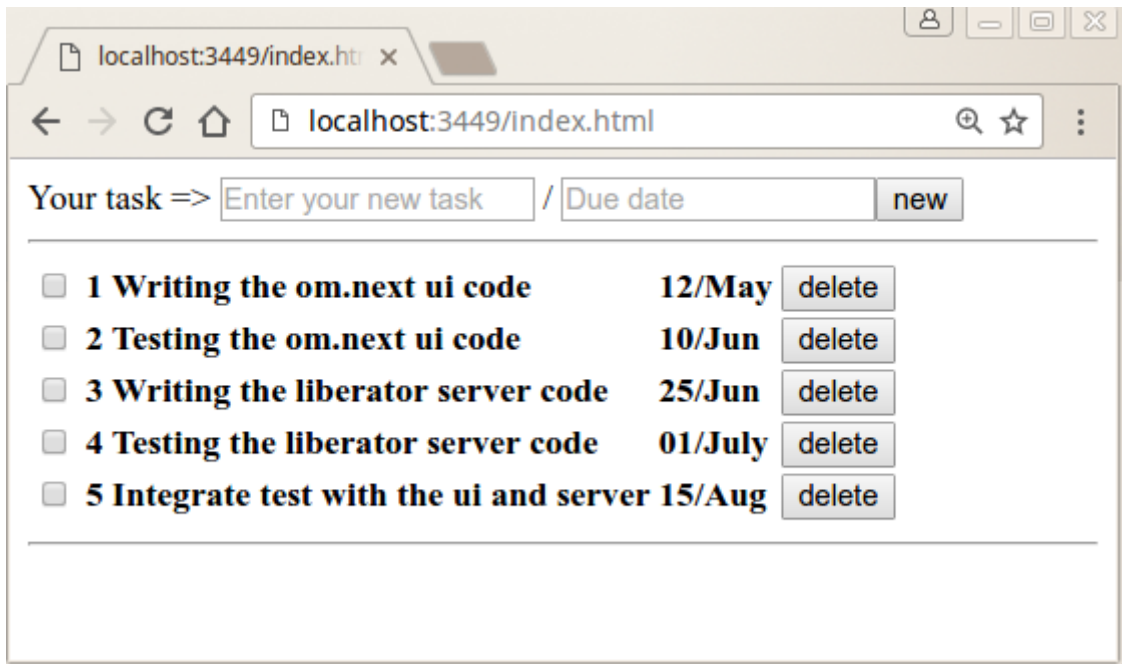 localhost:3449/index.ht
localhost:3449/index.html
Your task => Enter your new task / Due date new
1 Writing the om.next ui code 12/May delete
2 Testing the om.next ui code 10/Jun delete
3 Writing the liberator server code 25/Jun delete
4 Testing the liberator server code 01/July delete
5 Integrate test with the ui and server 15/Aug delete